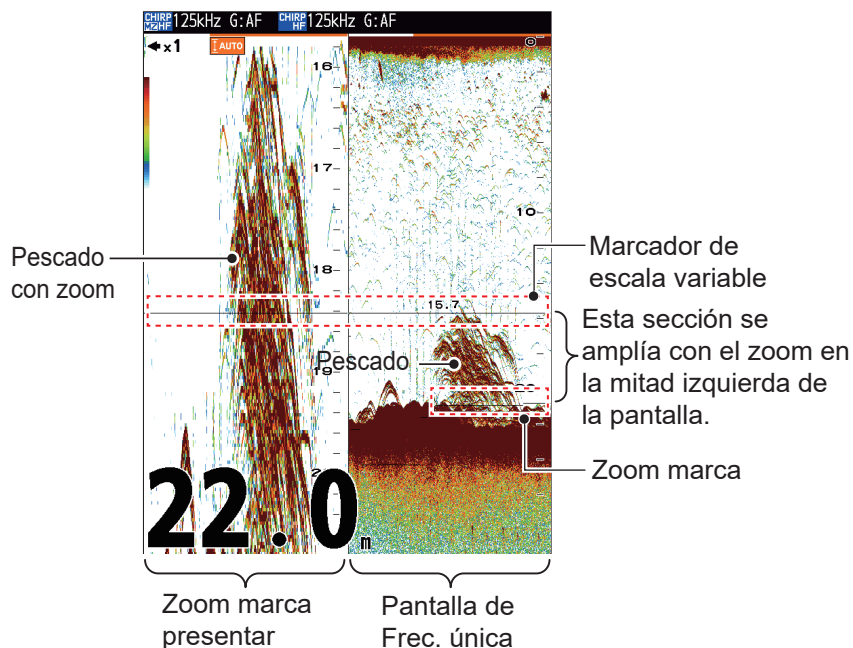 CHIRP MZHF 125kHz G:AF CHIRP HF 125kHz G:AF
x1
AUTO
0
16
17
10
18
15.7
19
22.0 m
Pescado
con zoom
Pescado
Marcador de
escala variable
Esta sección se
amplía con el zoom en
la mitad izquierda de
la pantalla.
Zoom marca
Zoom marca
presentar
Pantalla de
Frec. única